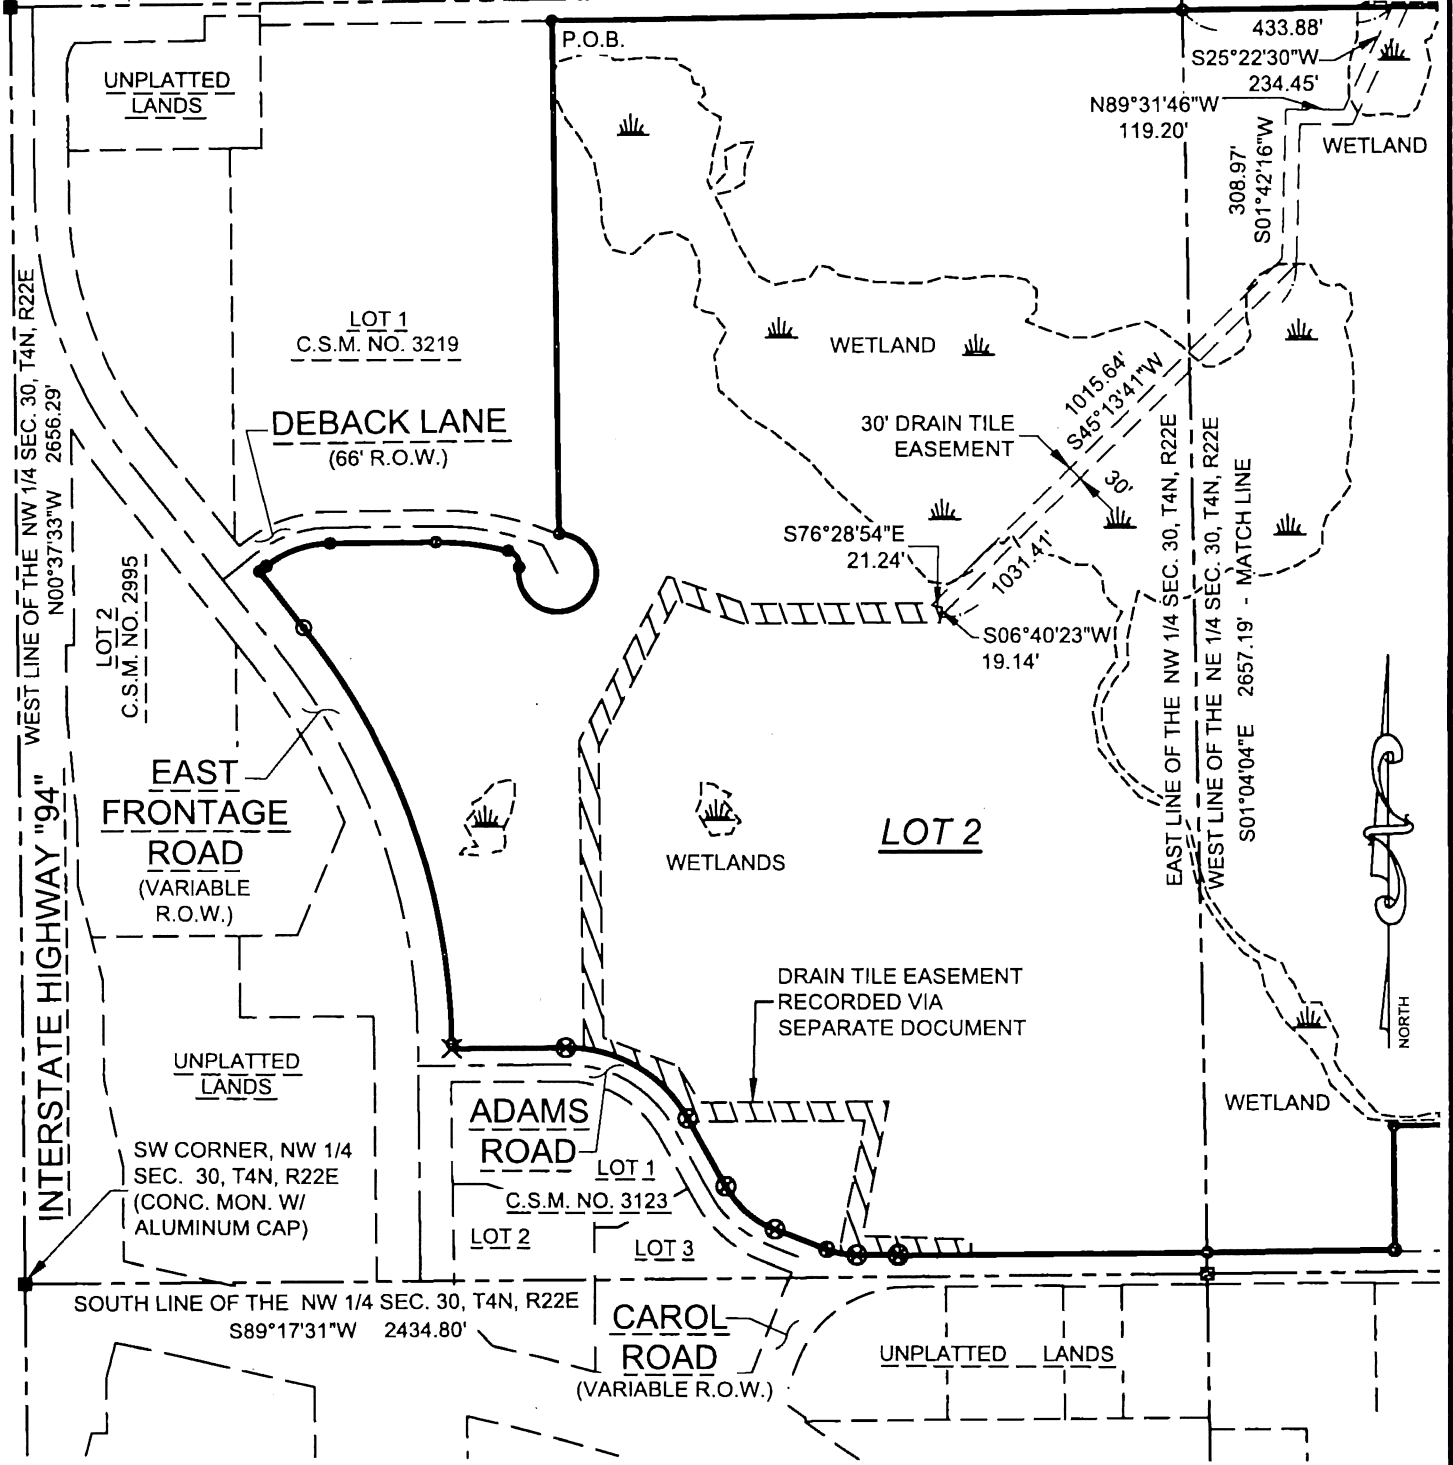 P.O.B.
433.88'
S25°22'30"W
234.45'
N89°31'46"W
119.20'
WETLAND
308.97'
S01°42'16"W
UNPLATTED
LANDS
LOT 1
C.S.M. NO. 3219
WETLAND
DEBACK LANE
(66' R.O.W.)
30' DRAIN TILE
EASEMENT
1015.64'
S45°13'41"W
30'
1031.41'
S76°28'54"E
21.24'
S06°40'23"W
19.14'
WEST LINE OF THE NW 1/4 SEC. 30, T4N, R22E
N00°37'33"W 2656.29'
LOT 2
C.S.M. NO. 2995
EAST LINE OF THE NW 1/4 SEC. 30, T4N, R22E
WEST LINE OF THE NE 1/4 SEC. 30, T4N, R22E
S01°04'04"E 2657.19' - MATCH LINE
EAST
FRONTAGE
ROAD
(VARIABLE
R.O.W.)
INTERSTATE HIGHWAY "94"
WETLANDS
LOT 2
DRAIN TILE EASEMENT
RECORDED VIA
SEPARATE DOCUMENT
NORTH
UNPLATTED
LANDS
ADAMS
ROAD
WETLAND
SW CORNER, NW 1/4
SEC. 30, T4N, R22E
(CONC. MON. W/
ALUMINUM CAP)
LOT 1
C.S.M. NO. 3123
LOT 2
LOT 3
SOUTH LINE OF THE NW 1/4 SEC. 30, T4N, R22E
S89°17'31"W 2434.80'
CAROL
ROAD
(VARIABLE R.O.W.)
UNPLATTED LANDS